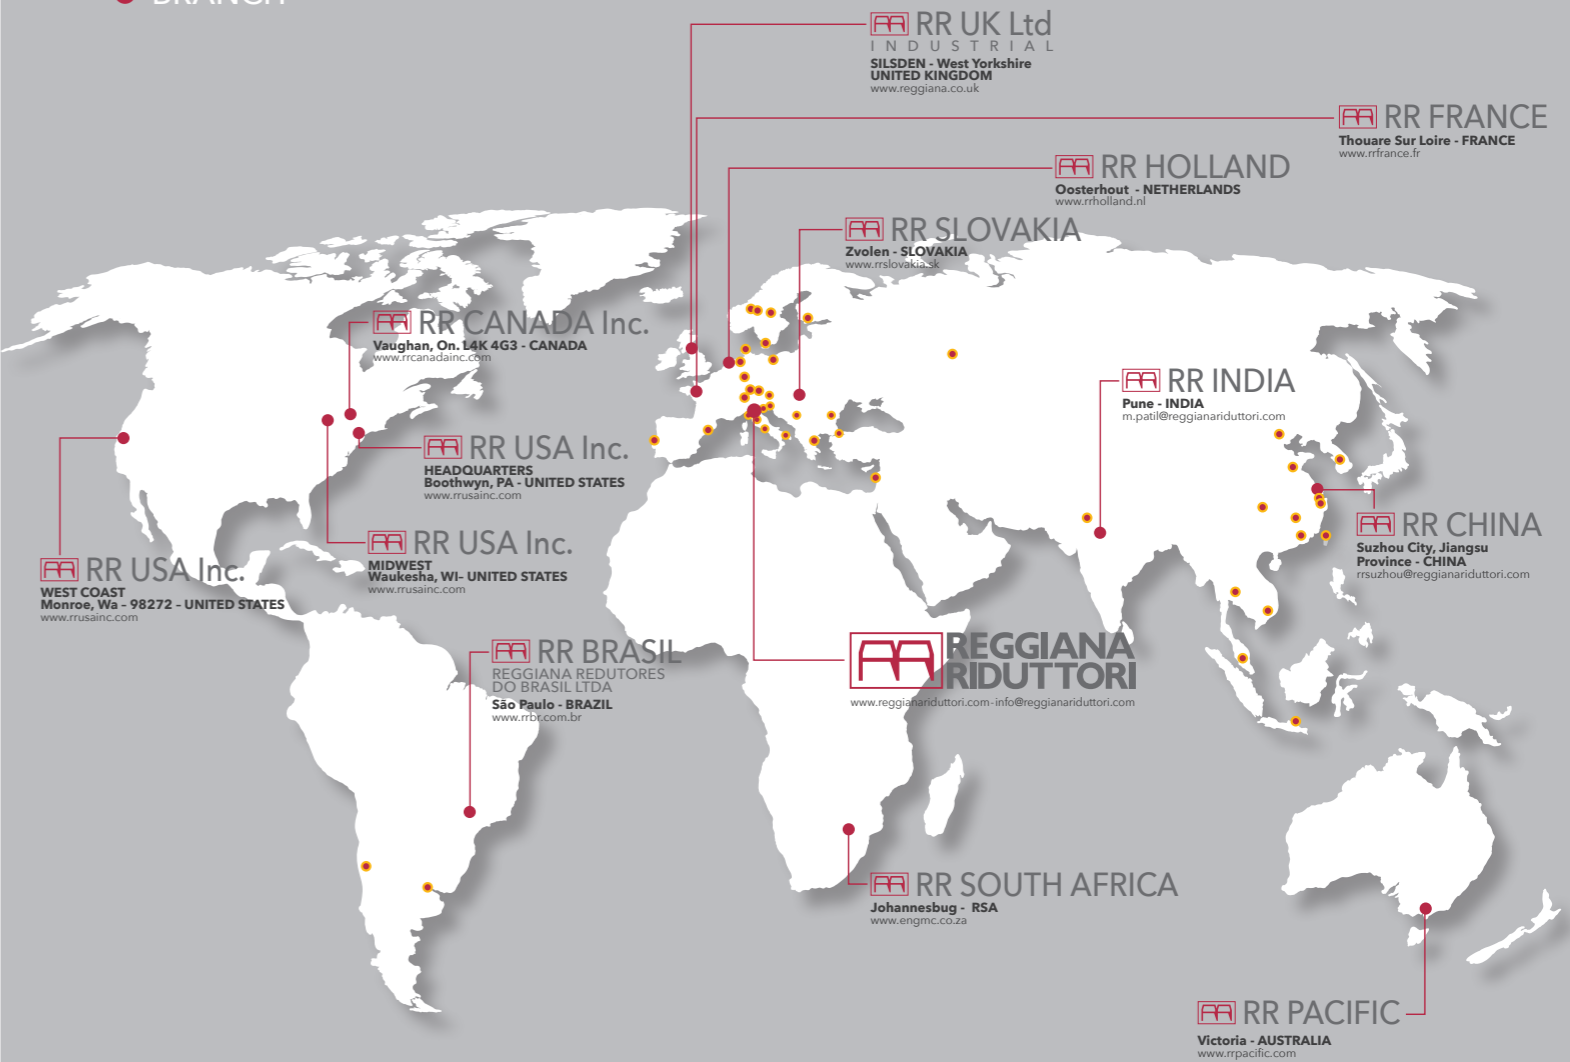 BRANCH
RR UK Ltd
INDUSTRIAL
SILSDEN - West Yorkshire
UNITED KINGDOM
www.reggiana.co.uk
RR FRANCE
Thouare Sur Loire - FRANCE
www.rrfrance.fr
RR HOLLAND
Oosterhout - NETHERLANDS
www.rrholland.nl
RR SLOVAKIA
Zvolen - SLOVAKIA
www.rrslovakia.sk
RR CANADA Inc.
Vaughan, On. L4K 4G3 - CANADA
www.rrcanadainc.com
RR INDIA
Pune - INDIA
m.patil@reggianariduttori.com
RR USA Inc.
HEADQUARTERS
Boothwyn, PA - UNITED STATES
www.rrusainc.com
RR USA Inc.
MIDWEST
Waukesha, WI- UNITED STATES
www.rrusainc.com
RR USA Inc.
WEST COAST
Monroe, Wa - 98272 - UNITED STATES
www.rrusainc.com
RR CHINA
Suzhou City, Jiangsu
Province - CHINA
rrsuzhou@reggianariduttori.com
RR BRASIL
REGGIANA REDUTORES
DO BRASIL LTDA
São Paulo - BRAZIL
www.rrbr.com.br
REGGIANA
RIDUTTORI
www.reggianariduttori.com-info@reggianariduttori.com
RR SOUTH AFRICA
Johannesbug - RSA
www.engmc.co.za
RR PACIFIC
Victoria - AUSTRALIA
www.rrpacific.com